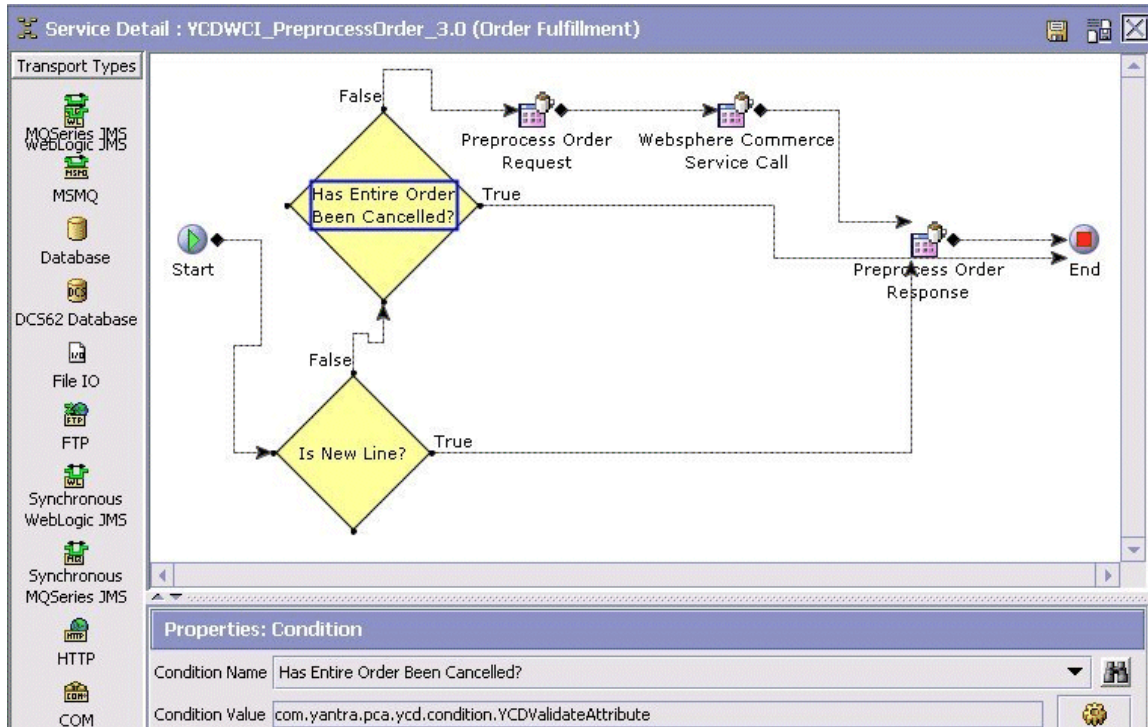 Service Detail : YCDWCI_PreprocessOrder_3.0 (Order Fulfillment)
Transport Types
MQSeries JMS
WebLogic JMS
MSMQ
Database
DCS62 Database
File IO
FTP
Synchronous
WebLogic JMS
Synchronous
MQSeries JMS
HTTP
COM
False
Preprocess Order
Request
Websphere Commerce
Service Call
Has Entire Order
Been Cancelled?
True
Start
Preprocess Order
Response
End
False
Is New Line?
True
Properties: Condition
Condition Name Has Entire Order Been Cancelled?
Condition Value com.yantra.pca.ycd.condition.YCDValidateAttribute